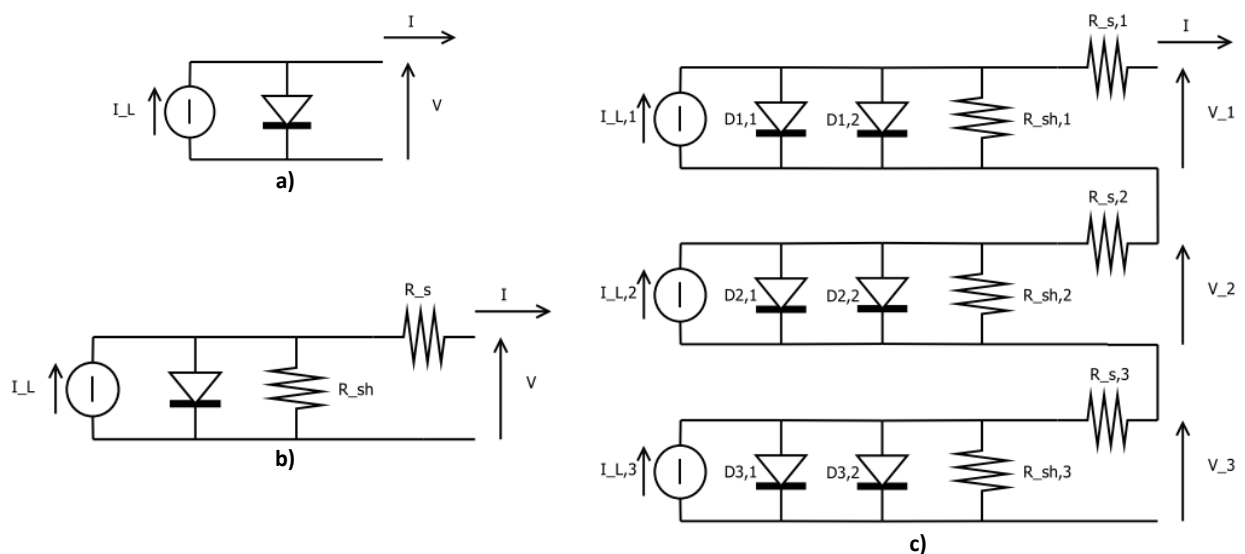 I
I_L
V
a)
R_s
I
I_L
R_sh
V
b)
R_s,1
I
I_L,1
D1,1
D1,2
R_sh,1
V_1
R_s,2
I_L,2
D2,1
D2,2
R_sh,2
V_2
R_s,3
I_L,3
D3,1
D3,2
R_sh,3
V_3
c)